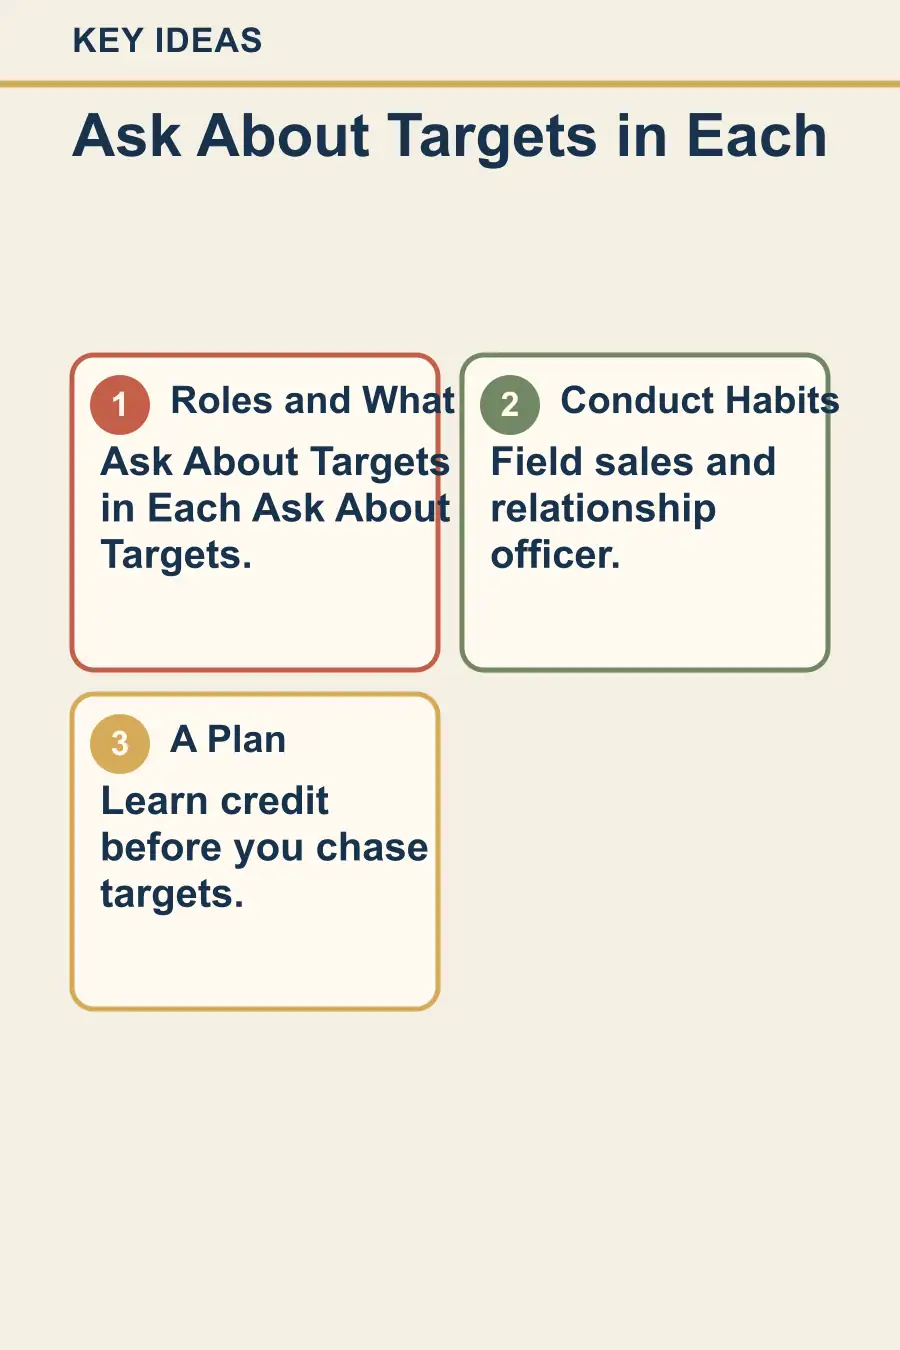 KEY IDEAS
Ask About Targets in Each
1
Roles and What
Ask About Targets
in Each Ask About
Targets.
2
Conduct Habits
Field sales and
relationship
officer.
3
A Plan
Learn credit
before you chase
targets.